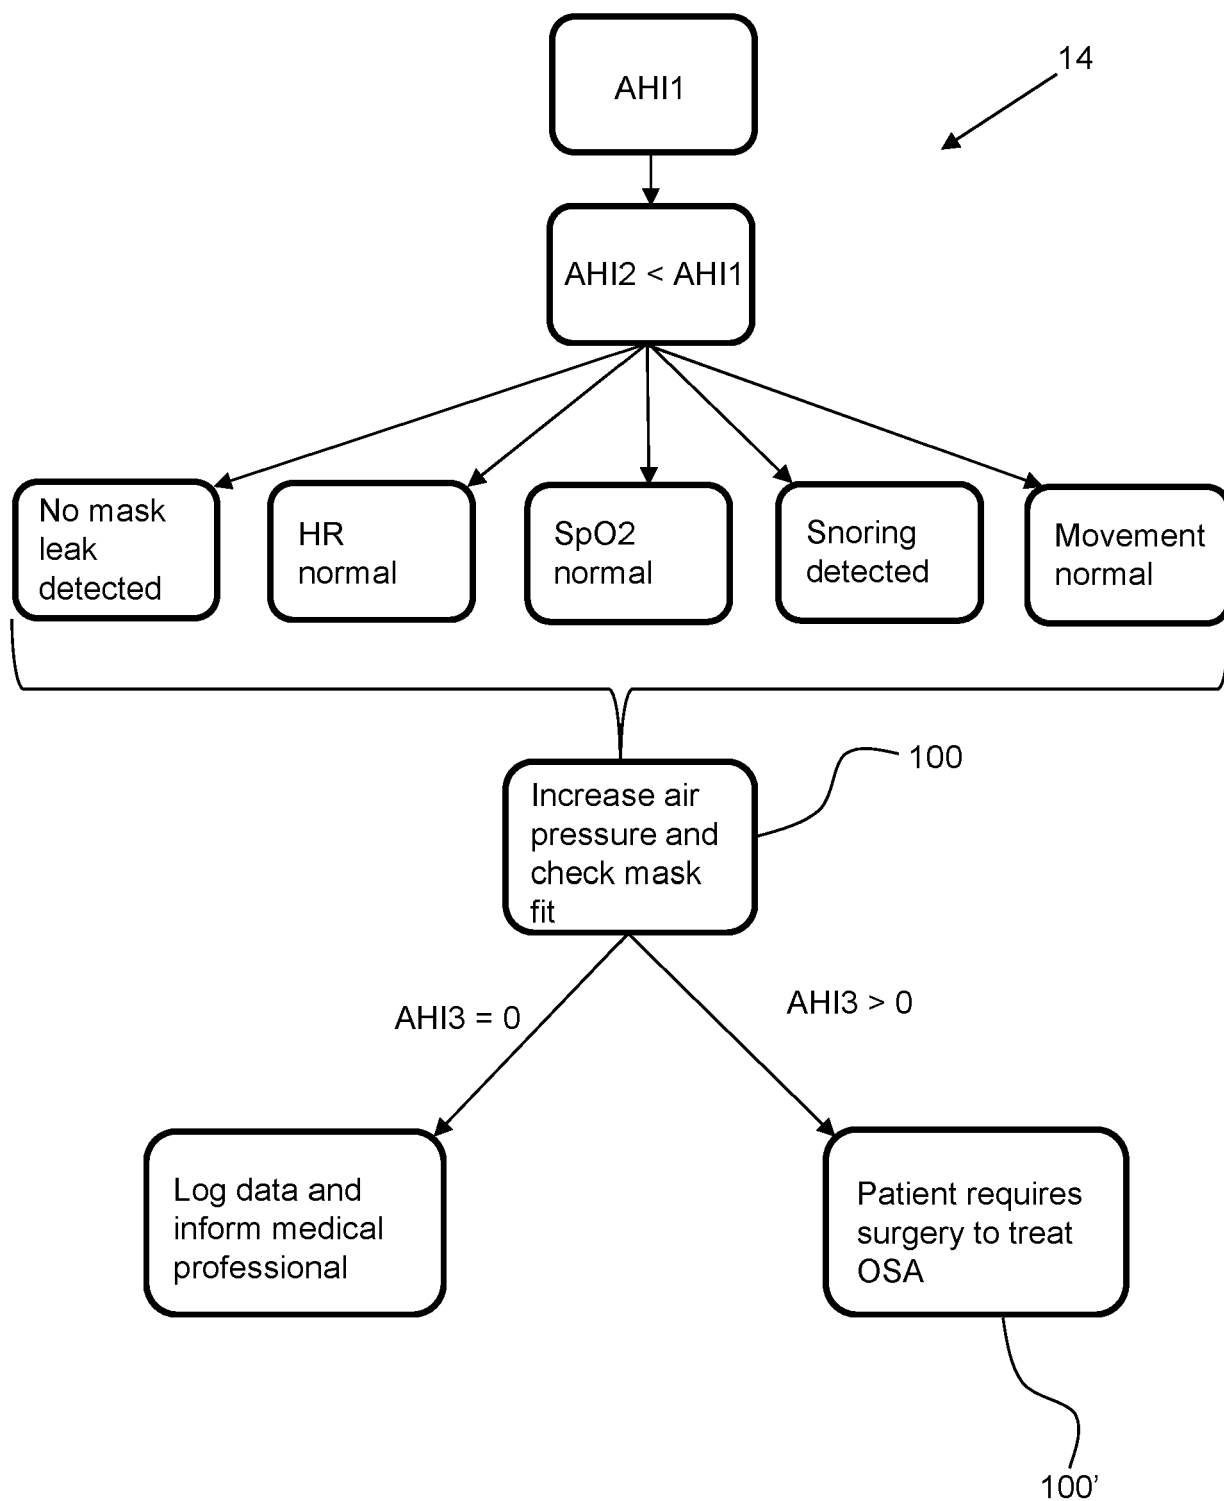 AHI1
14
AHI2 < AHI1
No mask
leak
detected
HR
normal
SpO2
normal
Snoring
detected
Movement
normal
100
Increase air
pressure and
check mask
fit
AHI3 = 0
AHI3 > 0
Log data and
inform medical
professional
Patient requires
surgery to treat
OSA
100’